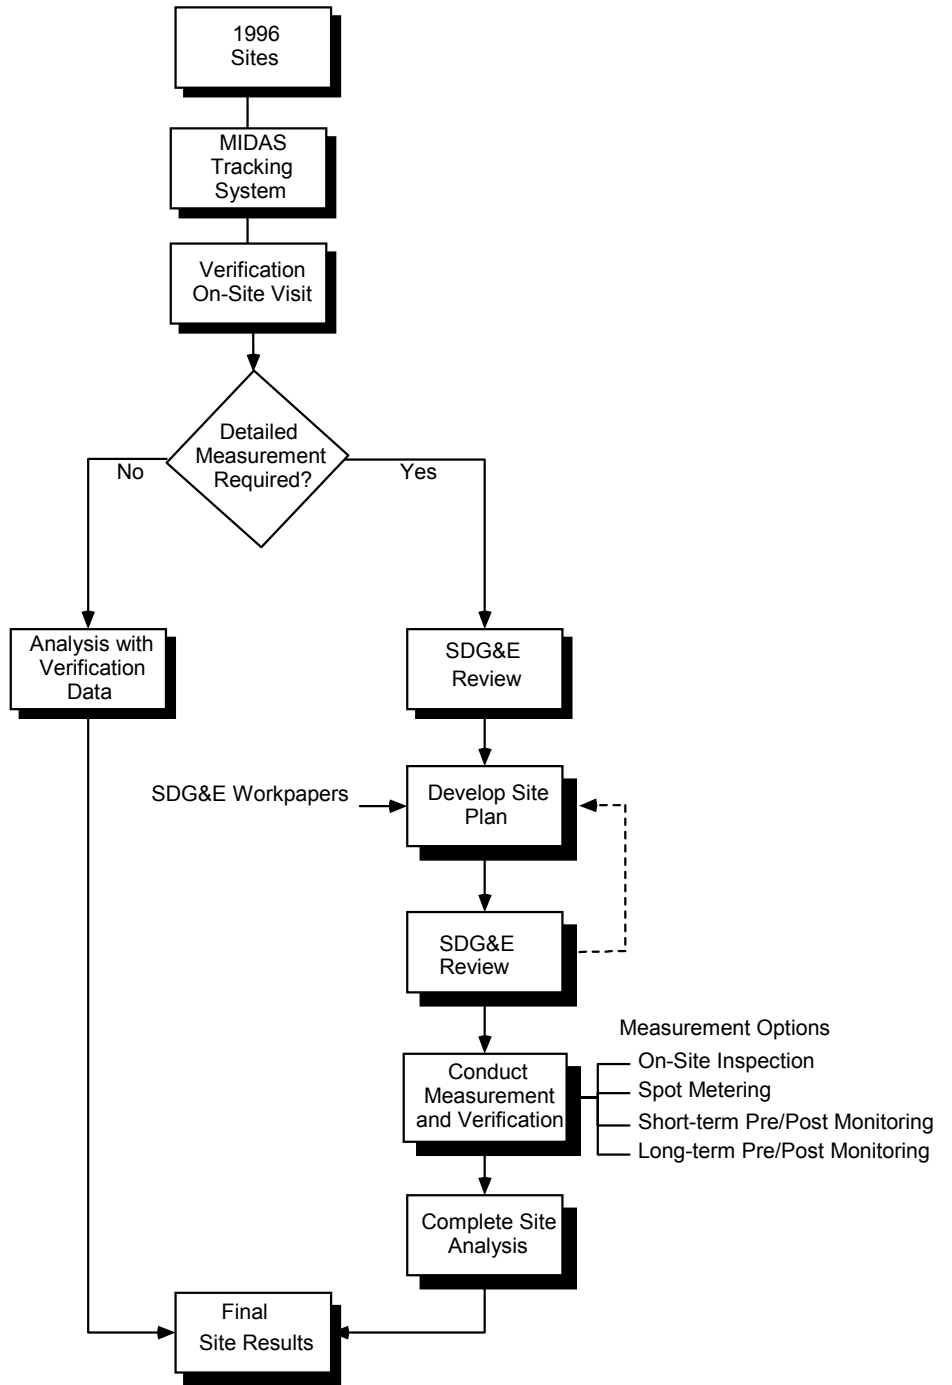 1996
Sites
MIDAS
Tracking
System
Verification
On-Site Visit
Detailed
Measurement
Required?
No
Yes
Analysis with
Verification
Data
SDG&E
Review
SDG&E Workpapers
Develop Site
Plan
SDG&E
Review
Measurement Options
Conduct
Measurement
and Verification
On-Site Inspection
Spot Metering
Short-term Pre/Post Monitoring
Long-term Pre/Post Monitoring
Complete Site
Analysis
Final
Site Results